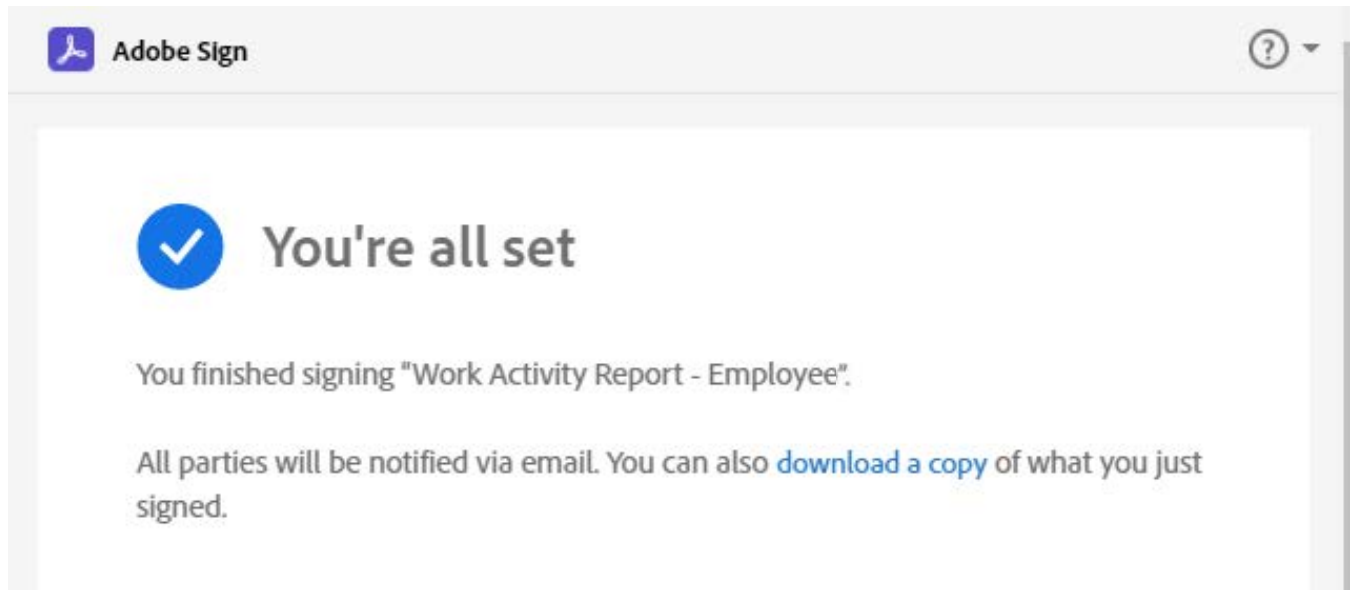 Adobe Sign
?
You're all set
You finished signing "Work Activity Report - Employee".
All parties will be notified via email. You can also download a copy of what you just
signed.